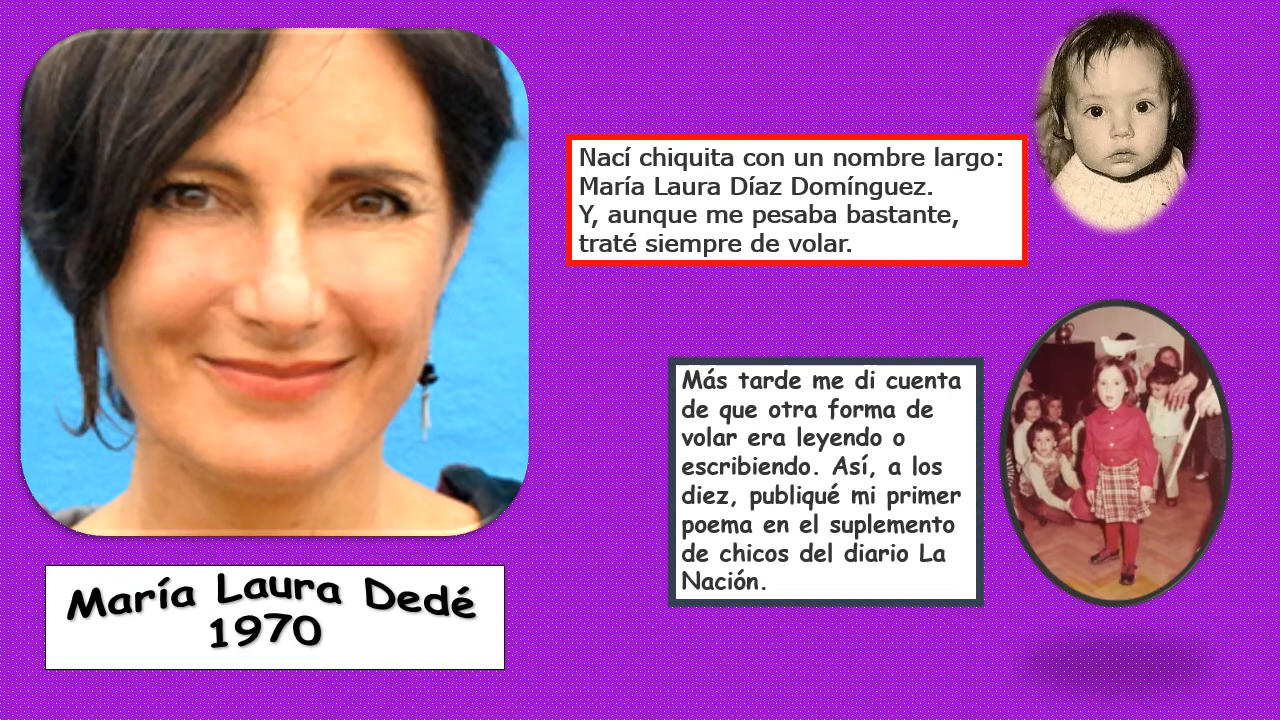 Nací chiquita con un nombre largo:
María Laura Díaz Domínguez.
Y, aunque me pesaba bastante,
traté siempre de volar.
Más tarde me di cuenta
de que otra forma de
volar era leyendo o
escribiendo. Así, a los
diez, publiqué mi primer
poema en el suplemento
de chicos del diario La
Nación.
María Laura Dedé
1970